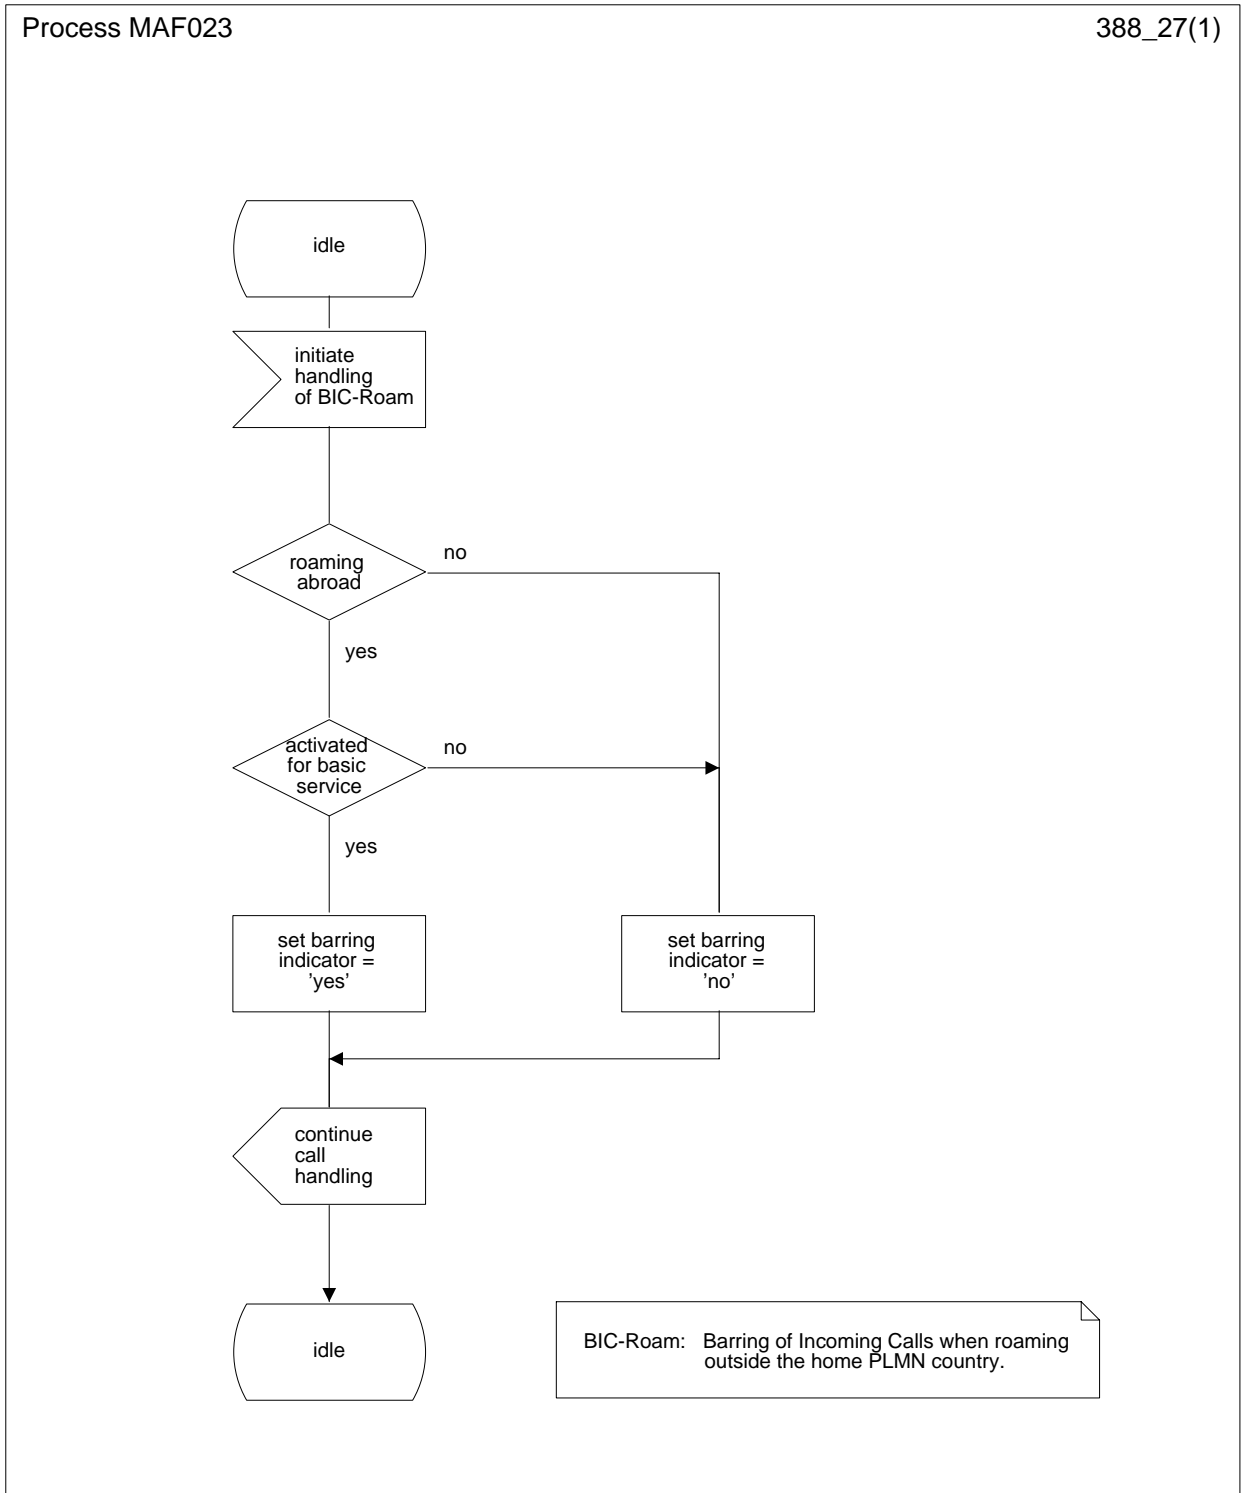 Process MAF023
388_27(1)
idle
initiate
handling
of BIC-Roam
roaming
abroad
no
yes
activated
for basic
service
no
yes
set barring
indicator =
’yes’
set barring
indicator =
’no’
continue
call
handling
idle
BIC-Roam: Barring of Incoming Calls when roaming
outside the home PLMN country.